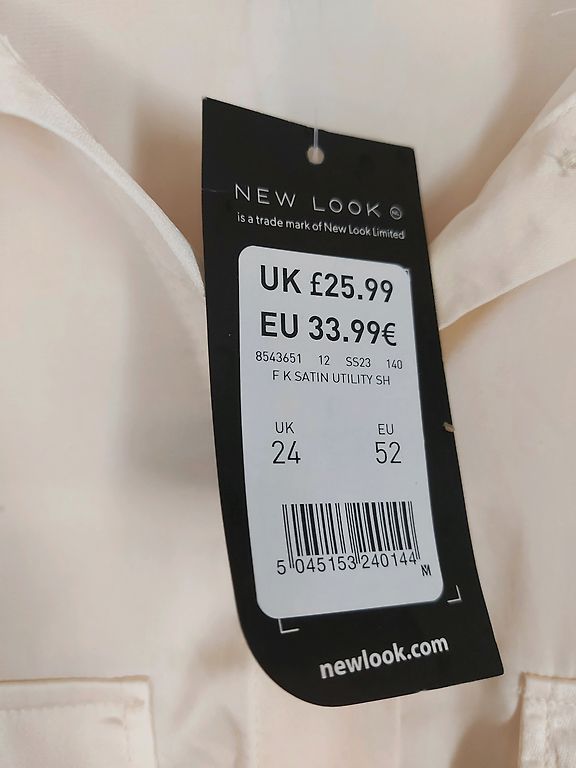 NEW LOOK NL
is a trade mark of New Look Limited
UK £25.99
EU 33.99€
8543651 12 SS23 140
F K SATIN UTILITY SH
UK EU
24 52
5 045153 240144
newlook.com